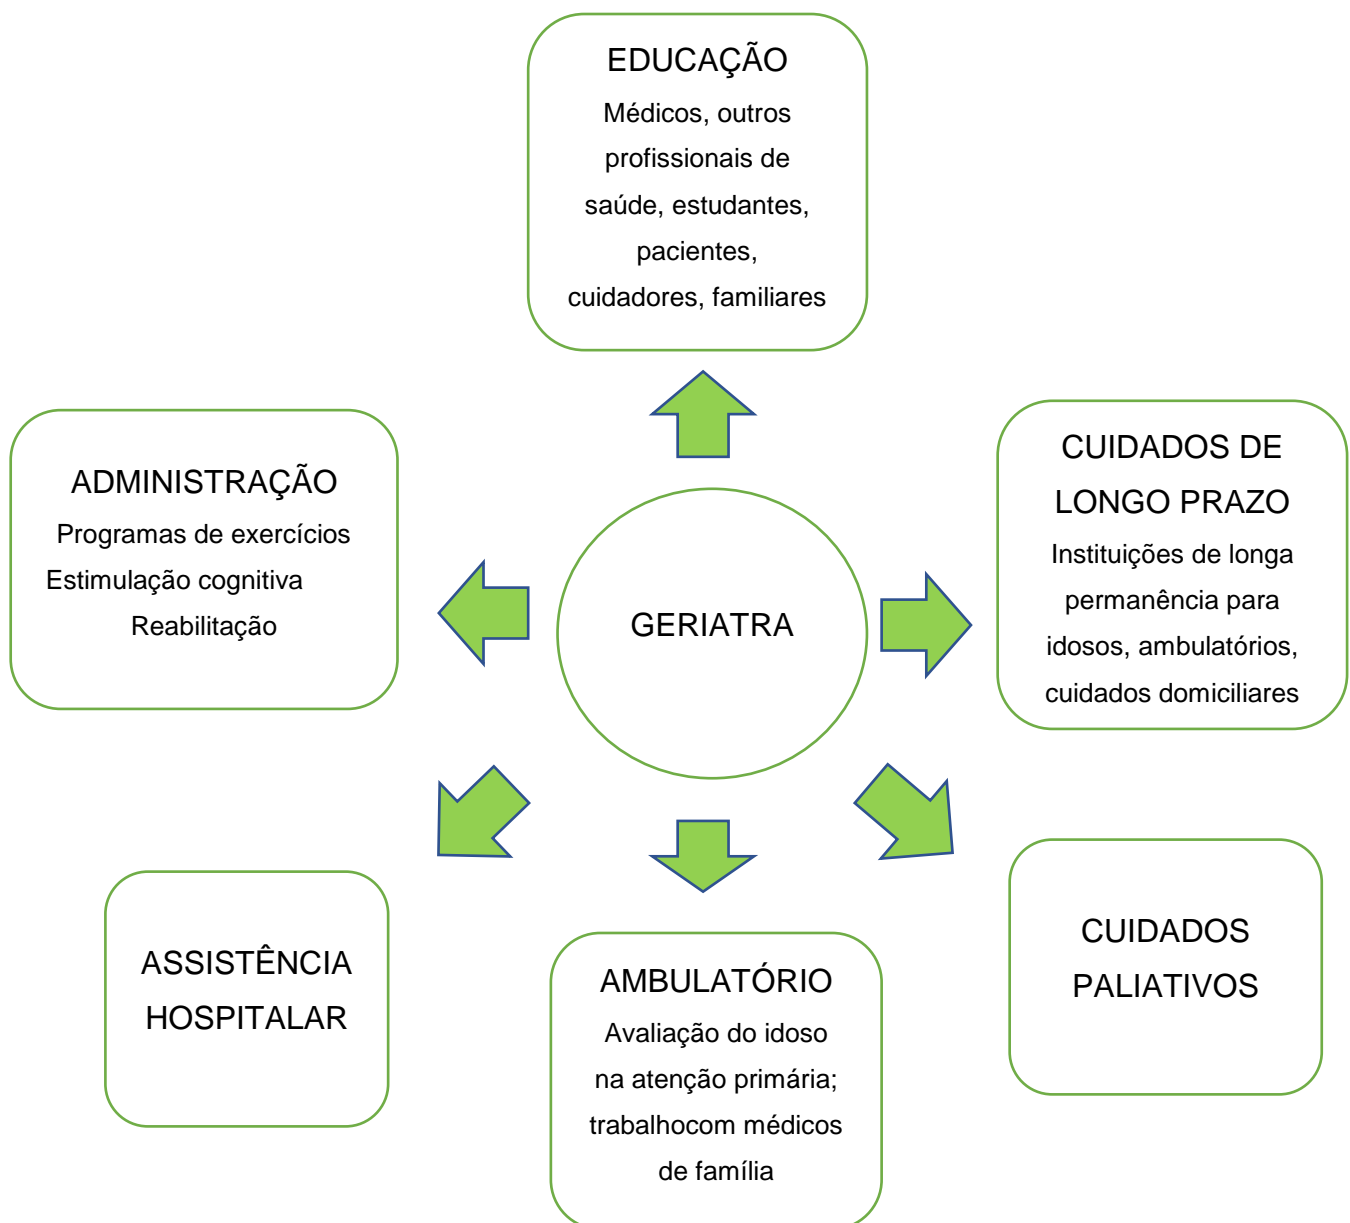 EDUCAÇÃO
Médicos, outros
profissionais de
saúde, estudantes,
pacientes,
cuidadores, familiares
ADMINISTRAÇÃO
Programas de exercícios
Estimulação cognitiva
Reabilitação
GERIATRA
CUIDADOS DE
LONGO PRAZO
Instituições de longa
permanência para
idosos, ambulatórios,
cuidados domiciliares
ASSISTÊNCIA
HOSPITALAR
AMBULATÓRIO
Avaliação do idoso
na atenção primária;
trabalhocom médicos
de família
CUIDADOS
PALIATIVOS